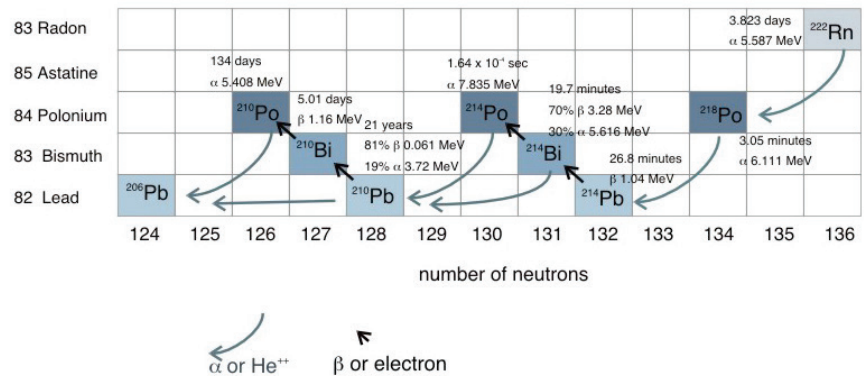 83 Radon
3.823 days
α 5.587 MeV
²²²Rn
85 Astatine
134 days
α 5.408 MeV
1.64 x 10⁻⁴ sec
α 7.835 MeV
84 Polonium
²¹⁰Po
5.01 days
β 1.16 MeV
²¹⁴Po
19.7 minutes
70% β 3.28 MeV
30% α 5.616 MeV
²¹⁸Po
83 Bismuth
²¹⁰Bi
21 years
81% β 0.061 MeV
19% α 3.72 MeV
²¹⁴Bi
26.8 minutes
β 1.04 MeV
3.05 minutes
α 6.111 MeV
82 Lead
²⁰⁶Pb
²¹⁰Pb
²¹⁴Pb
124 125 126 127 128 129 130 131 132 133 134 135 136
number of neutrons
α or He⁺⁺
β or electron